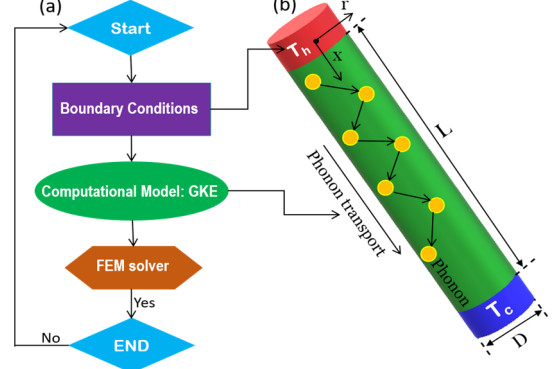 (a)
Start
Boundary Conditions
Computational Model: GKE
FEM solver
Yes
No
END
(b)
r
Th
x
L
Phonon transport
Phonon
Tc
D